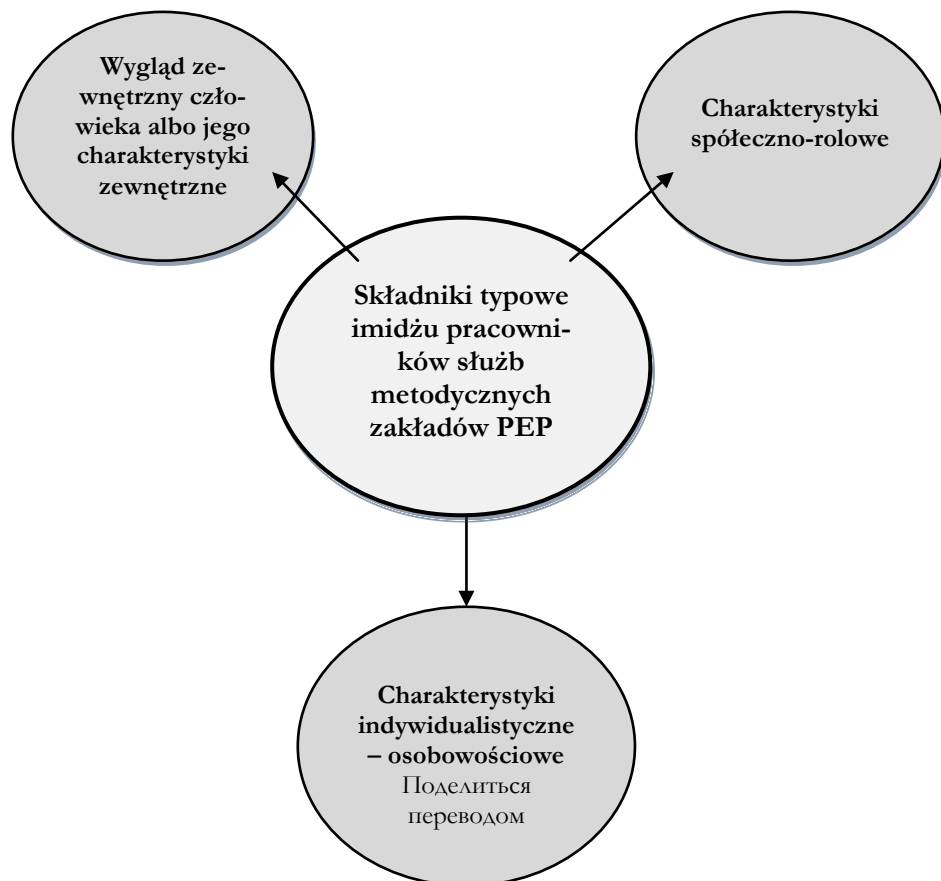 Wygląd ze-
wnętrzny czło-
wieka albo jego
charakterystyki
zewnętrzne
Charakterystyki
spółeczno-rolowe
Składniki typowe
imidżu pracowni-
ków służb
metodycznych
zakładów PEP
Charakterystyki
indywidualistyczne
– osobowościowe
Поделиться
переводом